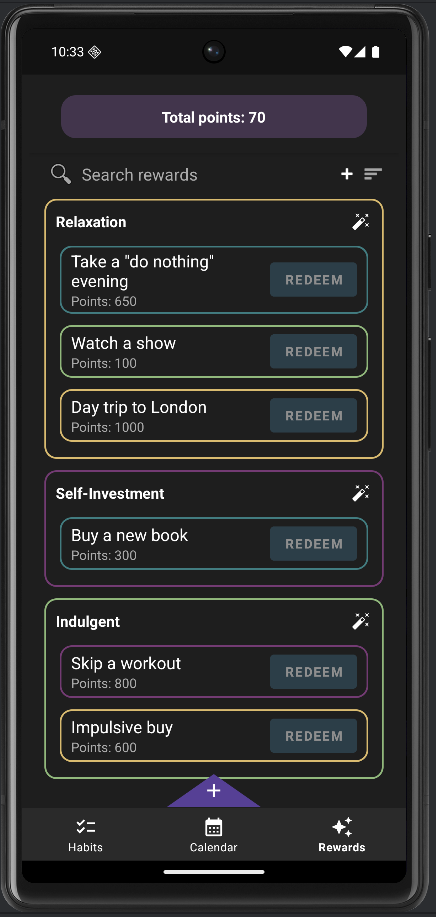 10:33
Total points: 70
Search rewards
Relaxation
Take a "do nothing"
evening
Points: 650
REDEEM
Watch a show
Points: 100
REDEEM
Day trip to London
Points: 1000
REDEEM
Self-Investment
Buy a new book
Points: 300
REDEEM
Indulgent
Skip a workout
Points: 800
REDEEM
Impulsive buy
Points: 600
REDEEM
Habits
Calendar
Rewards